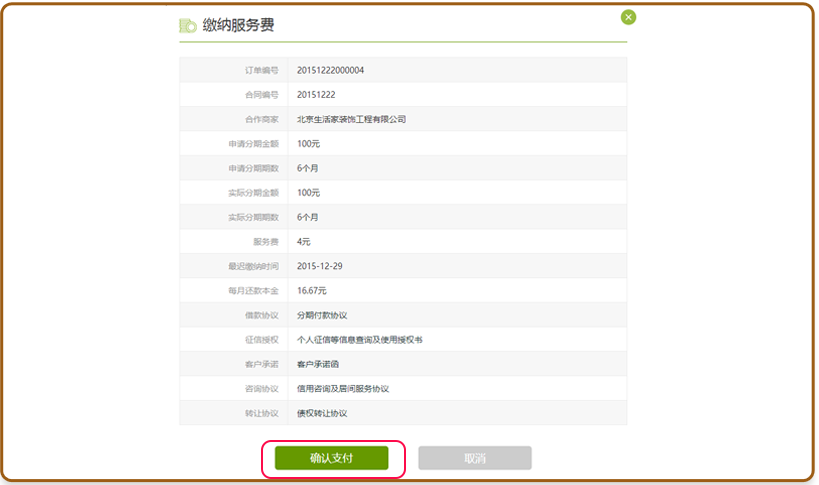 缴纳服务费
订单编号 20151222000004
合同编号 20151222
合作商家 北京生活家装饰工程有限公司
申请分期金额 100元
申请分期期数 6个月
实际分期金额 100元
实际分期期数 6个月
服务费 4元
最迟缴纳时间 2015-12-29
每月还款本金 16.67元
借款协议 分期付款协议
征信授权 个人征信等信息查询及使用授权书
客户承诺 客户承诺函
咨询协议 信用咨询及居间服务协议
转让协议 债权转让协议
确认支付 取消